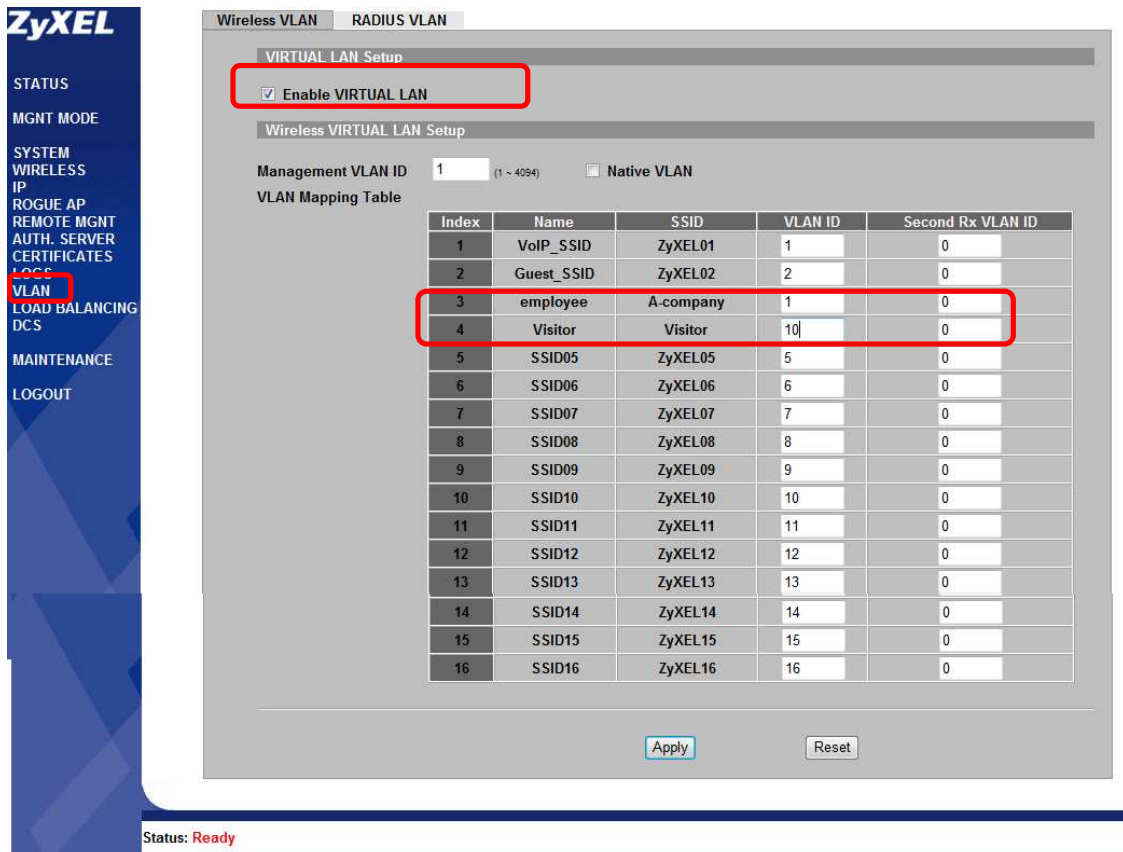 ZyXEL
STATUS
MGNT MODE
SYSTEM
WIRELESS
IP
ROGUE AP
REMOTE MGNT
AUTH. SERVER
CERTIFICATES
LOGS
VLAN
LOAD BALANCING
DCS
MAINTENANCE
LOGOUT
Wireless VLAN RADIUS VLAN
VIRTUAL LAN Setup
Enable VIRTUAL LAN
Wireless VIRTUAL LAN Setup
Management VLAN ID 1 (1 ~ 4094) Native VLAN
VLAN Mapping Table
Index Name SSID VLAN ID Second Rx VLAN ID
1 VoIP_SSID ZyXEL01 1 0
2 Guest_SSID ZyXEL02 2 0
3 employee A-company 1 0
4 Visitor Visitor 10 0
5 SSID05 ZyXEL05 5 0
6 SSID06 ZyXEL06 6 0
7 SSID07 ZyXEL07 7 0
8 SSID08 ZyXEL08 8 0
9 SSID09 ZyXEL09 9 0
10 SSID10 ZyXEL10 10 0
11 SSID11 ZyXEL11 11 0
12 SSID12 ZyXEL12 12 0
13 SSID13 ZyXEL13 13 0
14 SSID14 ZyXEL14 14 0
15 SSID15 ZyXEL15 15 0
16 SSID16 ZyXEL16 16 0
Apply Reset
Status: Ready